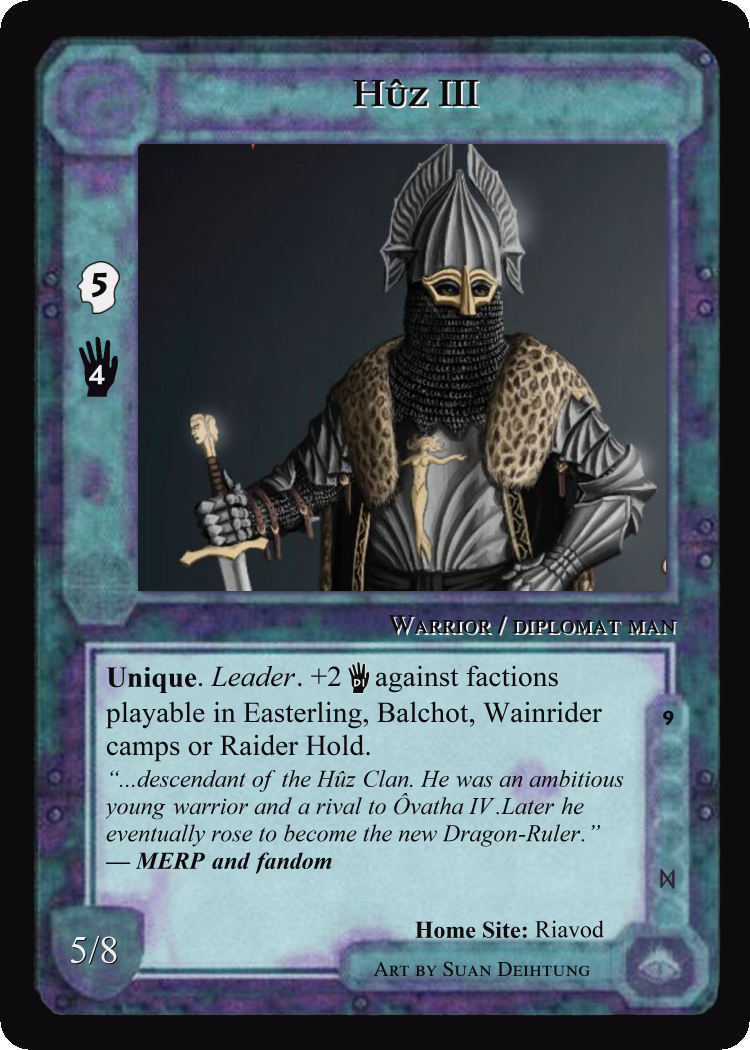 Hûz III
5
4
Warrior / diplomat man
Unique. Leader. +2 DI against factions
playable in Easterling, Balchot, Wainrider
camps or Raider Hold.
9
“...descendant of the Hûz Clan. He was an ambitious
young warrior and a rival to Ôvatha IV.Later he
eventually rose to become the new Dragon-Ruler.”
— MERP and fandom
ᛞ
Home Site: Riavod
5/8
Art by Suan Deihtung